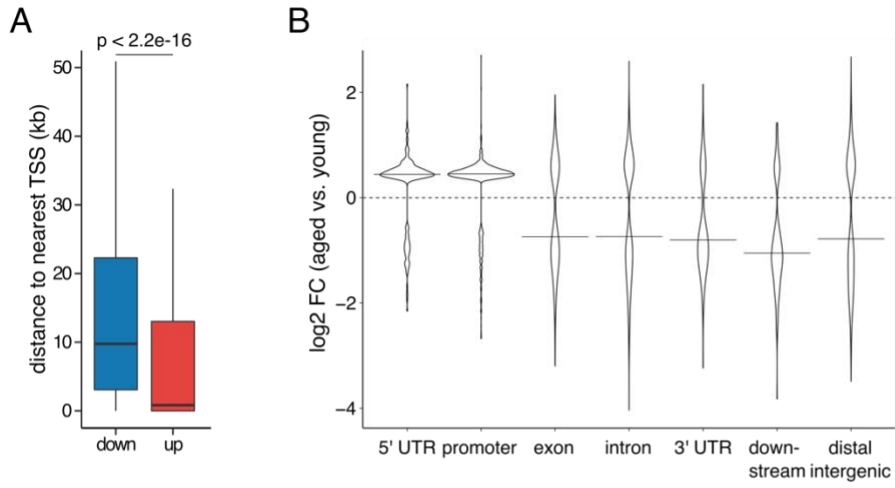 A
p < 2.2e-16
distance to nearest TSS (kb)
50
40
30
20
10
0
down
up
B
log2 FC (aged vs. young)
2
0
−2
−4
5' UTR
promoter
exon
intron
3' UTR
down-
stream
distal
intergenic